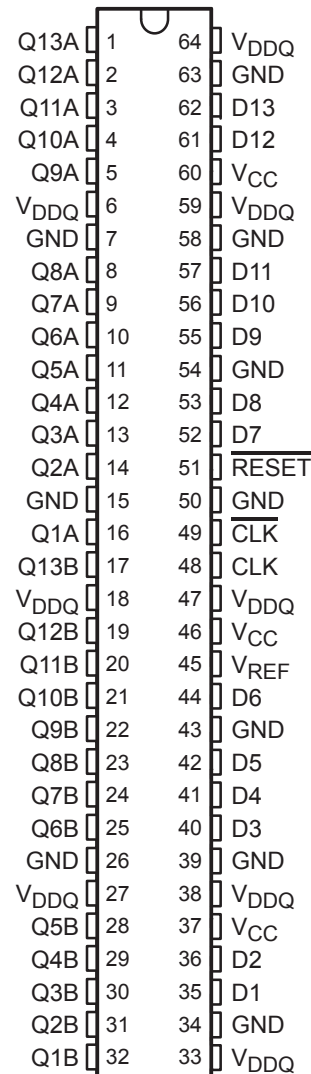 Q13A 1 64 VDDQ
Q12A 2 63 GND
Q11A 3 62 D13
Q10A 4 61 D12
Q9A 5 60 VCC
VDDQ 6 59 VDDQ
GND 7 58 GND
Q8A 8 57 D11
Q7A 9 56 D10
Q6A 10 55 D9
Q5A 11 54 GND
Q4A 12 53 D8
Q3A 13 52 D7
Q2A 14 51 RESET
GND 15 50 GND
Q1A 16 49 CLK
Q13B 17 48 CLK
VDDQ 18 47 VDDQ
Q12B 19 46 VCC
Q11B 20 45 VREF
Q10B 21 44 D6
Q9B 22 43 GND
Q8B 23 42 D5
Q7B 24 41 D4
Q6B 25 40 D3
GND 26 39 GND
VDDQ 27 38 VDDQ
Q5B 28 37 VCC
Q4B 29 36 D2
Q3B 30 35 D1
Q2B 31 34 GND
Q1B 32 33 VDDQ